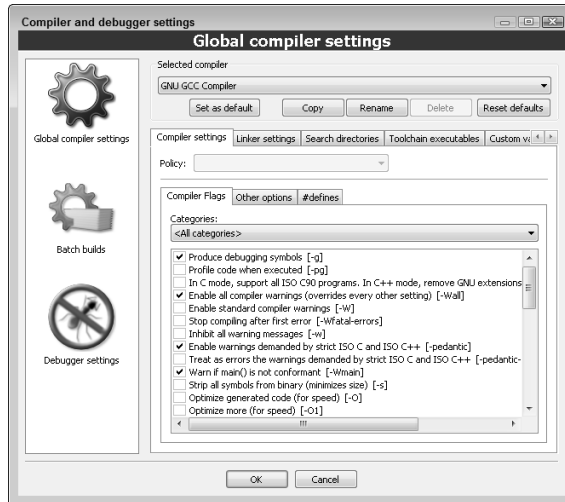 Compiler and debugger settings
Global compiler settings
Global compiler settings
Batch builds
Debugger settings
Selected compiler
GNU GCC Compiler
Set as default Copy Rename Delete Reset defaults
Compiler settings Linker settings Search directories Toolchain executables Custom
Policy:
Compiler Flags Other options #defines
Categories:
<All categories>
Produce debugging symbols [-g]
Profile code when executed [-pg]
In C mode, support all ISO C90 programs. In C++ mode, remove GNU extensions
Enable all compiler warnings (overrides every other setting) [-Wall]
Enable standard compiler warnings [-W]
Stop compiling after first error [-Wfatal-errors]
Inhibit all warning messages [-w]
Enable warnings demanded by strict ISO C and ISO C++ [-pedantic]
Treat as errors the warnings demanded by strict ISO C and ISO C++ [-pedantic-
Warn if main() is not conformant [-Wmain]
Strip all symbols from binary (minimizes size) [-s]
Optimize generated code (for speed) [-O]
Optimize more (for speed) [-O1]
OK Cancel